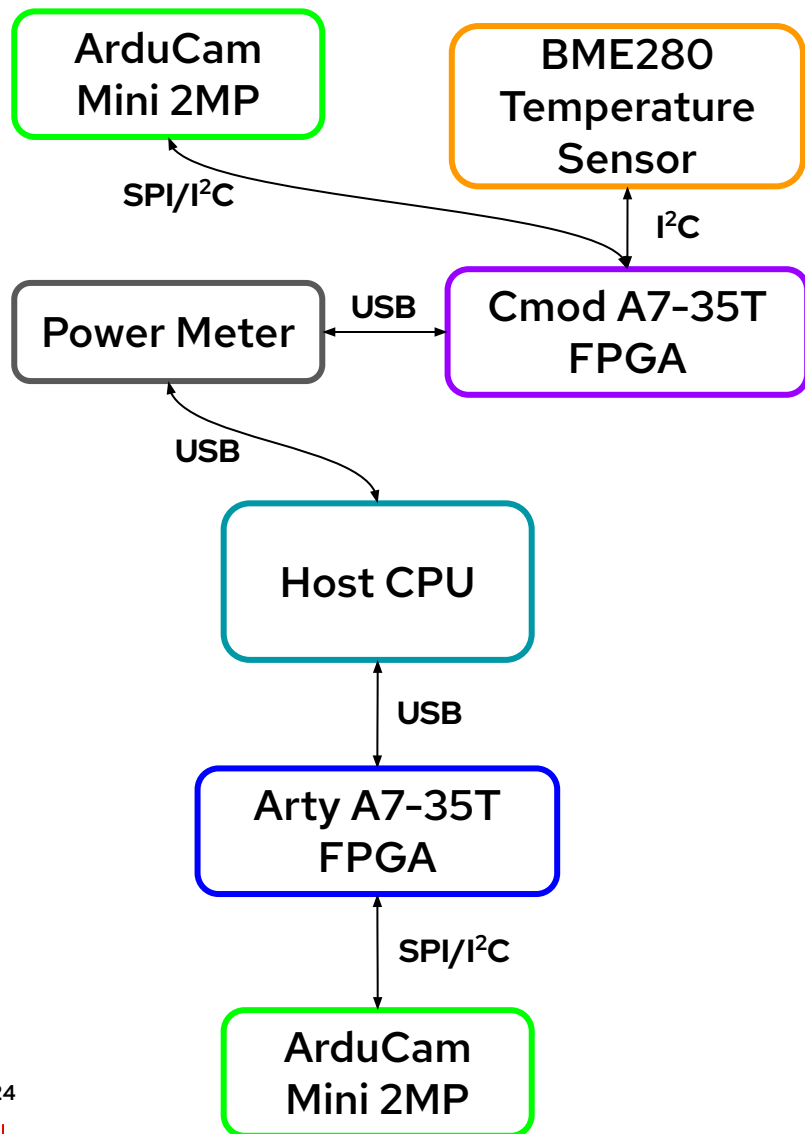 ArduCam
Mini 2MP
BME280
Temperature
Sensor
SPI/I²C
I²C
Power Meter
USB
Cmod A7-35T
FPGA
USB
Host CPU
USB
Arty A7-35T
FPGA
SPI/I²C
ArduCam
Mini 2MP
24